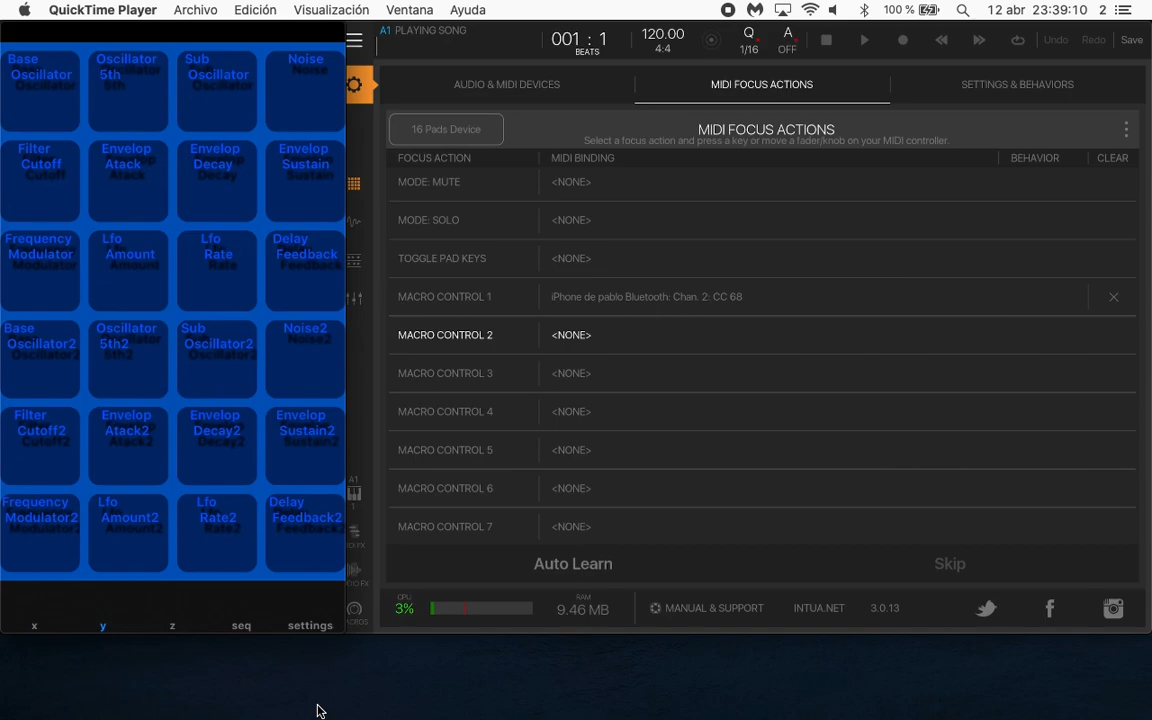 QuickTime Player Archivo Edición Visualización Ventana Ayuda 100 % 12 abr 23:39:10 2
Base Oscillator
Oscillator 5th
Sub Oscillator
Noise
Filter Cutoff
Envelop Atack
Envelop Decay
Envelop Sustain
Frequency Modulator
Lfo Amount
Lfo Rate
Delay Feedback
Base Oscillator2
Oscillator 5th2
Sub Oscillator2
Noise2
Filter Cutoff2
Envelop Atack2
Envelop Decay2
Envelop Sustain2
Frequency Modulator2
Lfo Amount2
Lfo Rate2
Delay Feedback2
x y z seq settings
A1 PLAYING SONG
001 : 1
BEATS
120.00
4:4
Q
1/16
A
OFF
Undo Redo Save
AUDIO & MIDI DEVICES MIDI FOCUS ACTIONS SETTINGS & BEHAVIORS
16 Pads Device
MIDI FOCUS ACTIONS
Select a focus action and press a key or move a fader/knob on your MIDI controller.
FOCUS ACTION MIDI BINDING BEHAVIOR CLEAR
MODE: MUTE <NONE>
MODE: SOLO <NONE>
TOGGLE PAD KEYS <NONE>
MACRO CONTROL 1 iPhone de pablo Bluetooth: Chan. 2: CC 68
MACRO CONTROL 2 <NONE>
MACRO CONTROL 3 <NONE>
MACRO CONTROL 4 <NONE>
MACRO CONTROL 5 <NONE>
MACRO CONTROL 6 <NONE>
MACRO CONTROL 7 <NONE>
A1
1
Auto Learn Skip
CPU
3%
RAM
9.46 MB
MANUAL & SUPPORT INTUA.NET 3.0.13